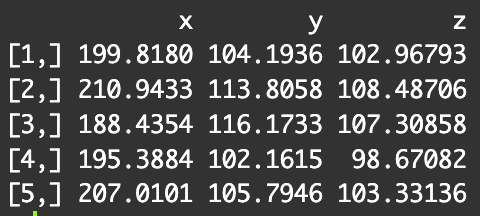 x y z
[1,] 199.8180 104.1936 102.96793
[2,] 210.9433 113.8058 108.48706
[3,] 188.4354 116.1733 107.30858
[4,] 195.3884 102.1615 98.67082
[5,] 207.0101 105.7946 103.33136